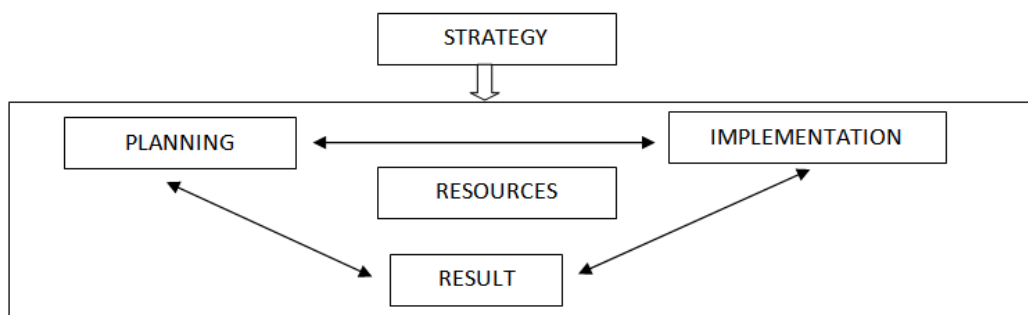 STRATEGY
PLANNING
IMPLEMENTATION
RESOURCES
RESULT